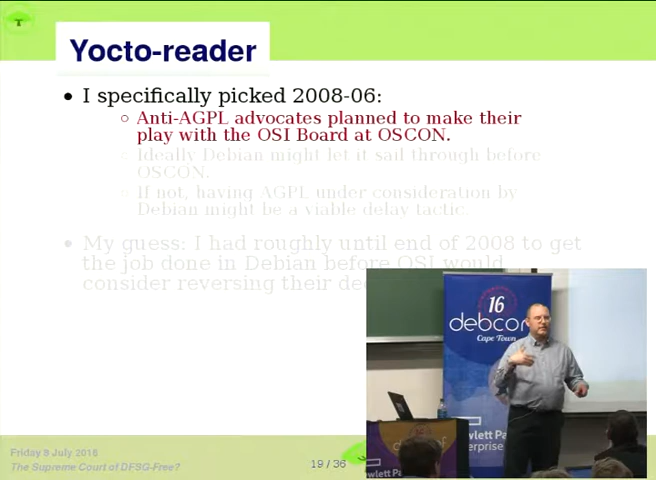 Yocto-reader
• I specifically picked 2008-06:
○ Anti-AGPL advocates planned to make their
play with the OSI Board at OSCON.
○ Ideally Debian might let it sail through before
OSCON.
○ If not, having AGPL under consideration by
Debian might be a viable delay tactic.
• My guess: I had roughly until end of 2008 to get
the job done in Debian before OSI would
consider reversing their
16
debcon
Cape Town
wlett Pa
erprise
Hewlett Pa
Friday 8 July 2016
The Supreme Court of DFSG-Free?
19 / 36